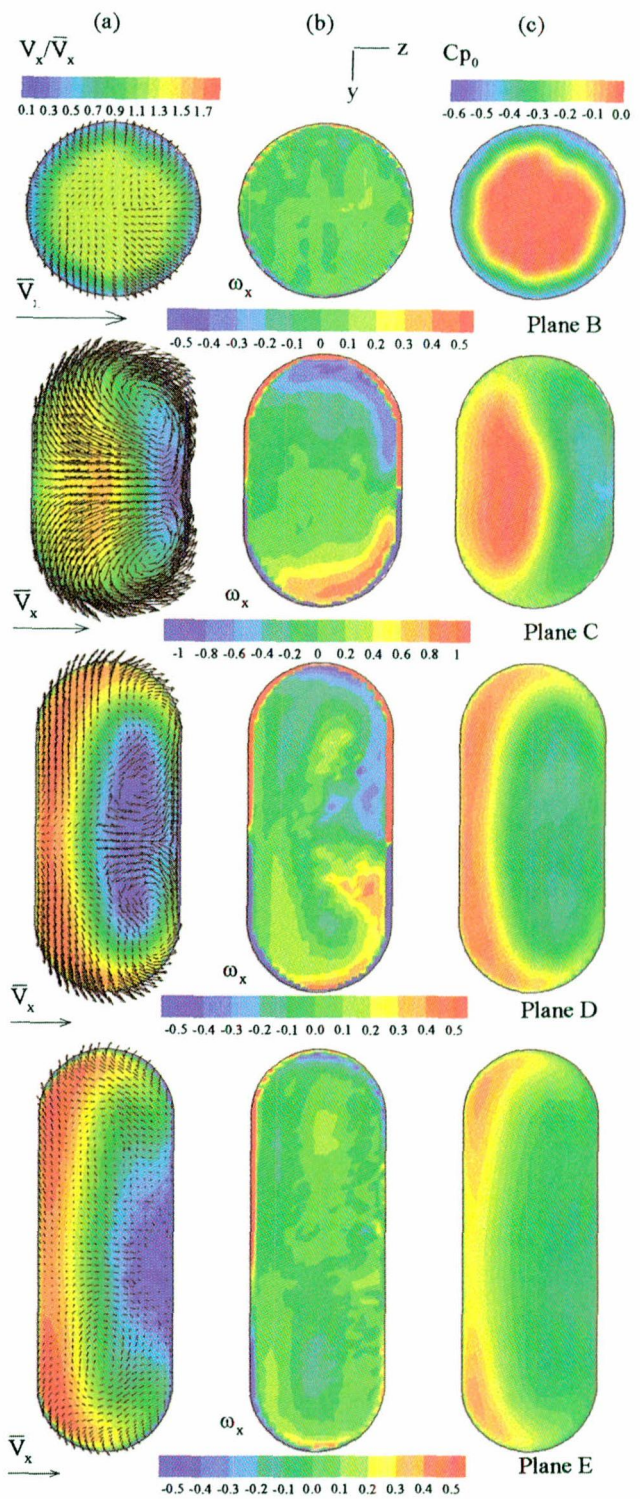 (a) (b) (c)
V̅ₓ/V̅ₓ z Cp₀
y
0.1 0.3 0.5 0.7 0.9 1.1 1.3 1.5 1.7 -0.6 -0.5 -0.4 -0.3 -0.2 -0.1 0.0
V̅ₓ ωₓ
-0.5 -0.4 -0.3 -0.2 -0.1 0 0.1 0.2 0.3 0.4 0.5
Plane B
V̅ₓ ωₓ
-1 -0.8 -0.6 -0.4 -0.2 0 0.2 0.4 0.6 0.8 1
Plane C
V̅ₓ ωₓ
-0.5 -0.4 -0.3 -0.2 -0.1 0.0 0.1 0.2 0.3 0.4 0.5
Plane D
V̅ₓ ωₓ
-0.5 -0.4 -0.3 -0.2 -0.1 0.0 0.1 0.2 0.3 0.4 0.5
Plane E